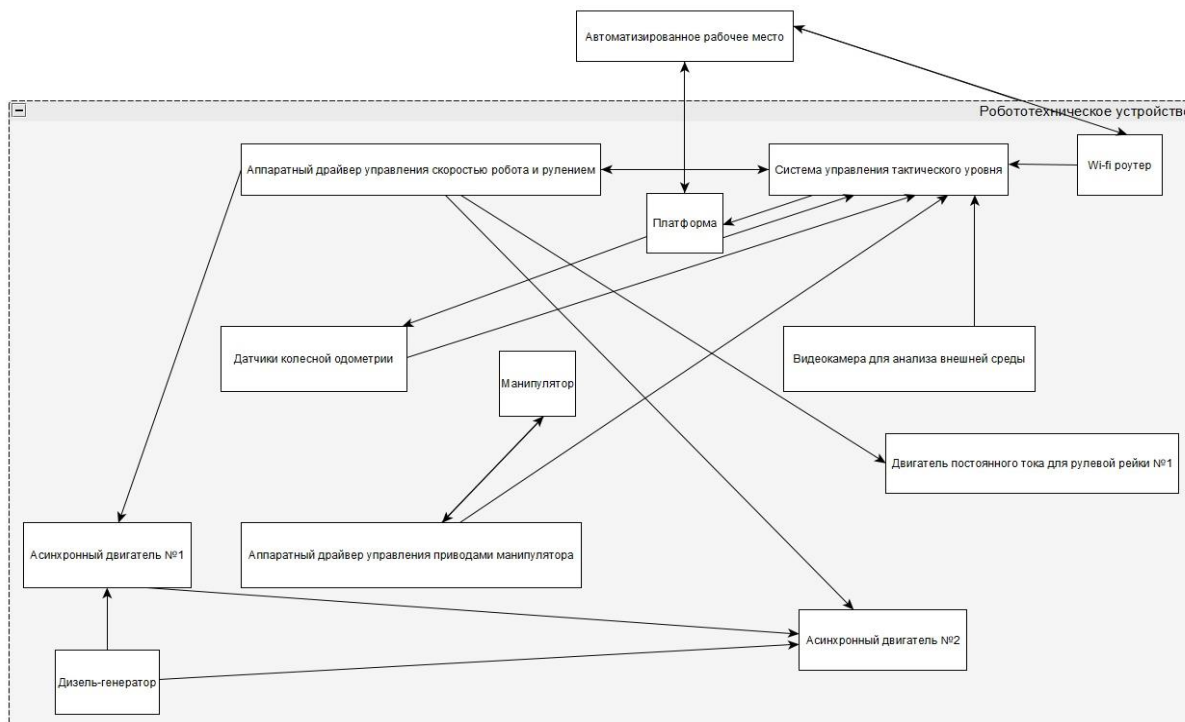 Автоматизированное рабочее место
Робототехническое устройство
Аппаратный драйвер управления скоростью робота и рулением
Система управления тактического уровня
Wi-fi роутер
Платформа
Датчики колесной одометрии
Видеокамера для анализа внешней среды
Манипулятор
Двигатель постоянного тока для рулевой рейки №1
Асинхронный двигатель №1
Аппаратный драйвер управления приводами манипулятора
Асинхронный двигатель №2
Дизель-генератор